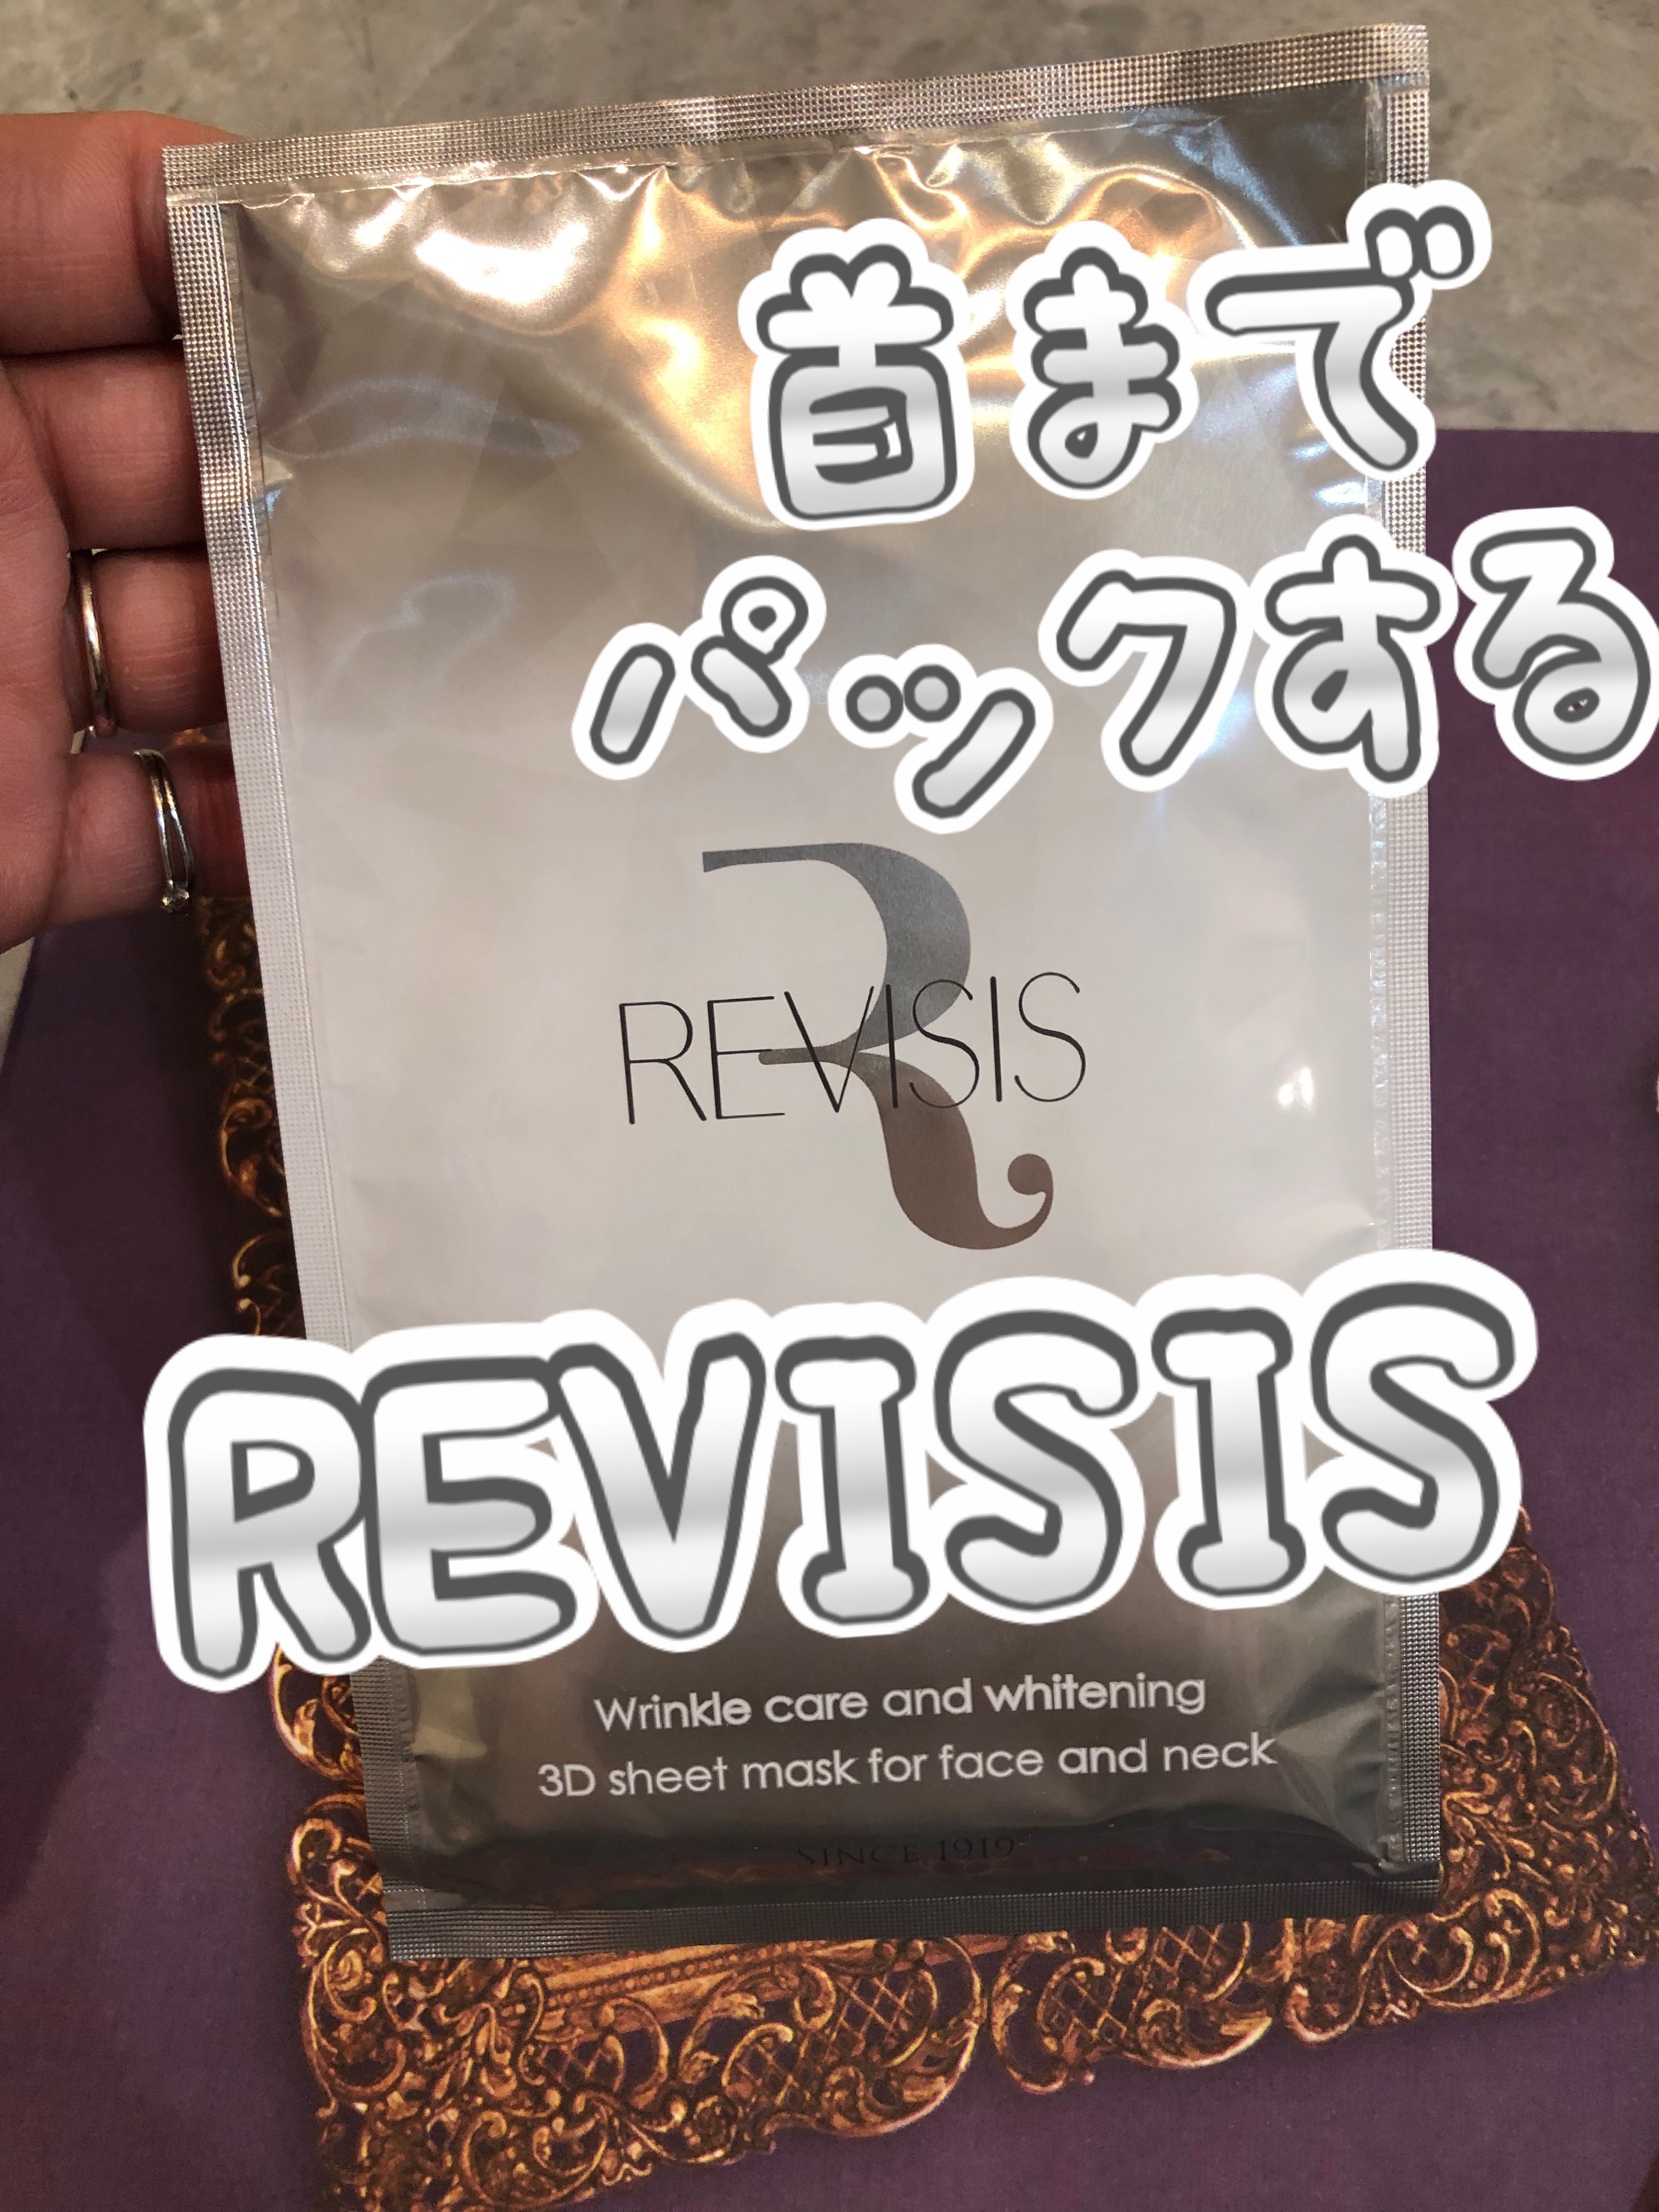 首まで
パックある
REVISIS
REVISIS
Wrinkle care and whitening
3D sheet mask for face and neck
SINCE 1919